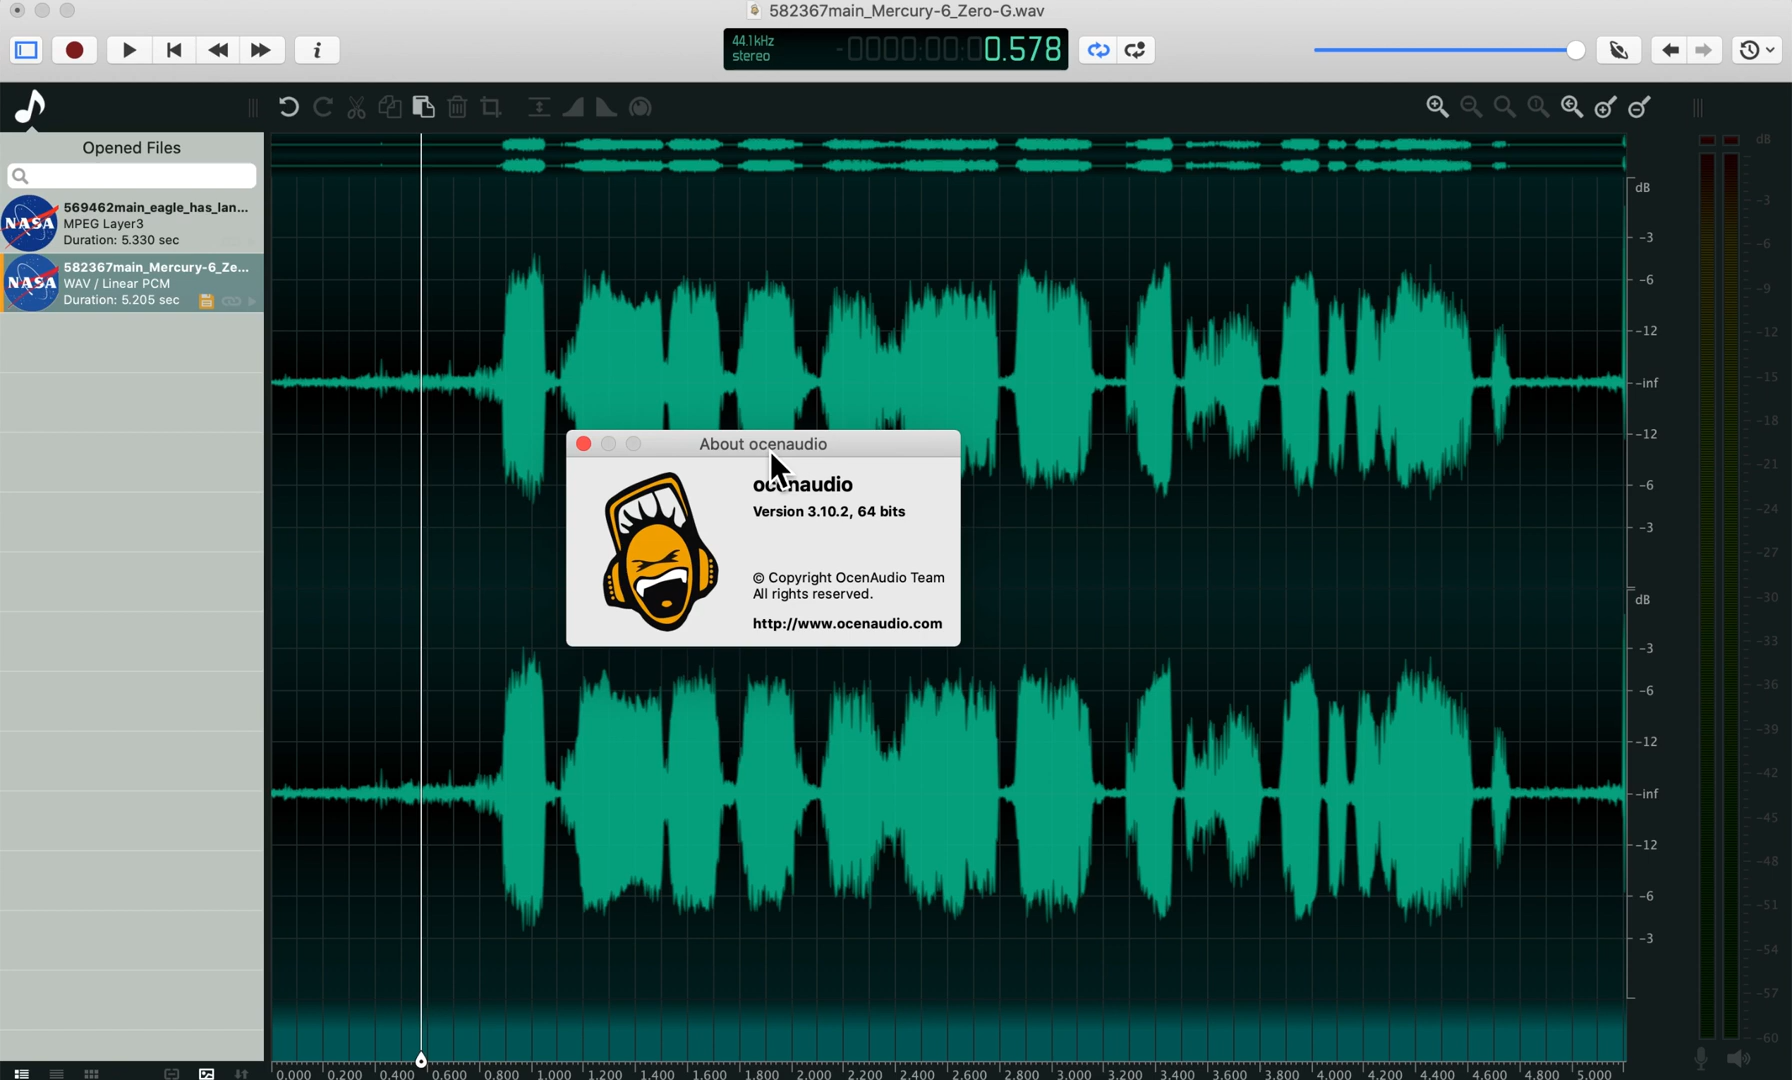 582367main_Mercury-6_Zero-G.wav
44.1kHz
stereo
-0000:00:00.578
Opened Files
NASA
569462main_eagle_has_lan...
MPEG Layer3
Duration: 5.330 sec
NASA
582367main_Mercury-6_Ze...
WAV / Linear PCM
Duration: 5.205 sec
dB
-3
-6
-12
-inf
-12
-6
-3
dB
-3
-6
-12
-inf
-12
-6
-3
About ocenaudio
ocenaudio
Version 3.10.2, 64 bits
© Copyright OcenAudio Team
All rights reserved.
http://www.ocenaudio.com
dB
-3
-6
-9
-12
-15
-18
-21
-24
-27
-30
-33
-36
-39
-42
-45
-48
-51
-54
-57
-60
0.000 0.200 0.400 0.600 0.800 1.000 1.200 1.400 1.600 1.800 2.000 2.200 2.400 2.600 2.800 3.000 3.200 3.400 3.600 3.800 4.000 4.200 4.400 4.600 4.800 5.000